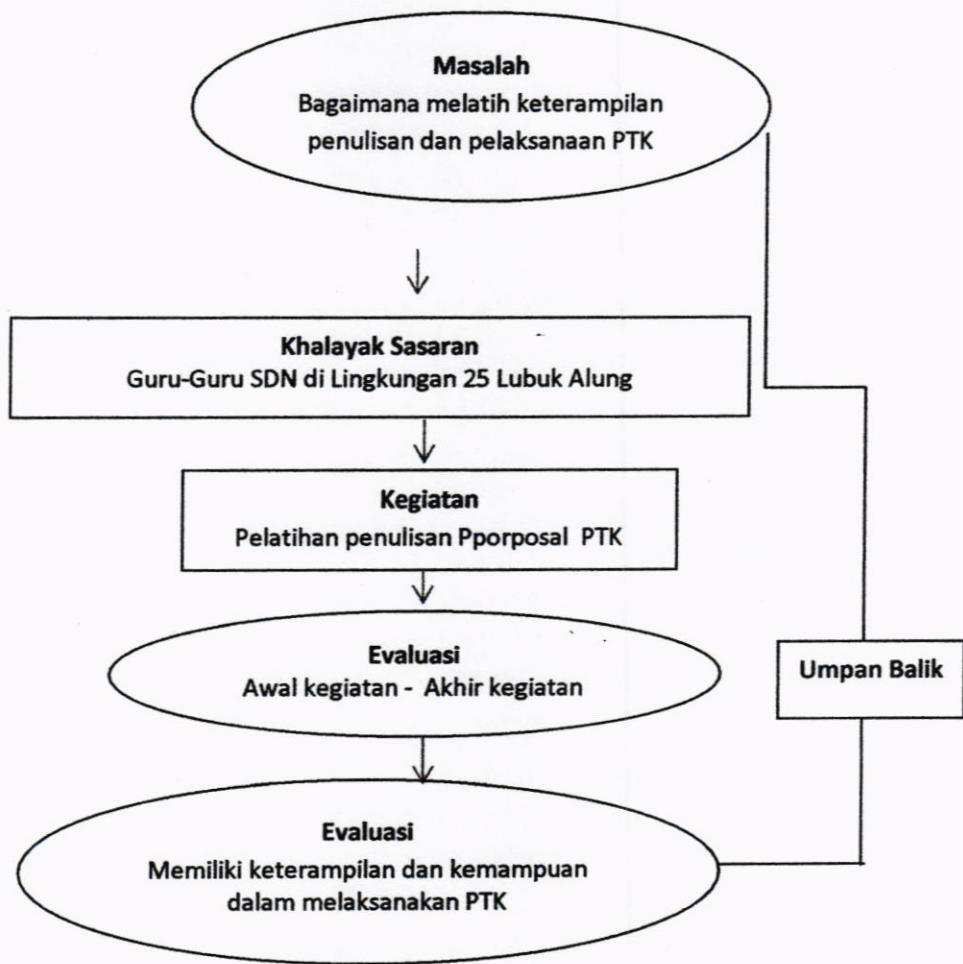 Masalah
Bagaimana melatih keterampilan
penulisan dan pelaksanaan PTK
Khalayak Sasaran
Guru-Guru SDN di Lingkungan 25 Lubuk Alung
Kegiatan
Pelatihan penulisan Pporposal PTK
Evaluasi
Awal kegiatan - Akhir kegiatan
Umpan Balik
Evaluasi
Memiliki keterampilan dan kemampuan
dalam melaksanakan PTK